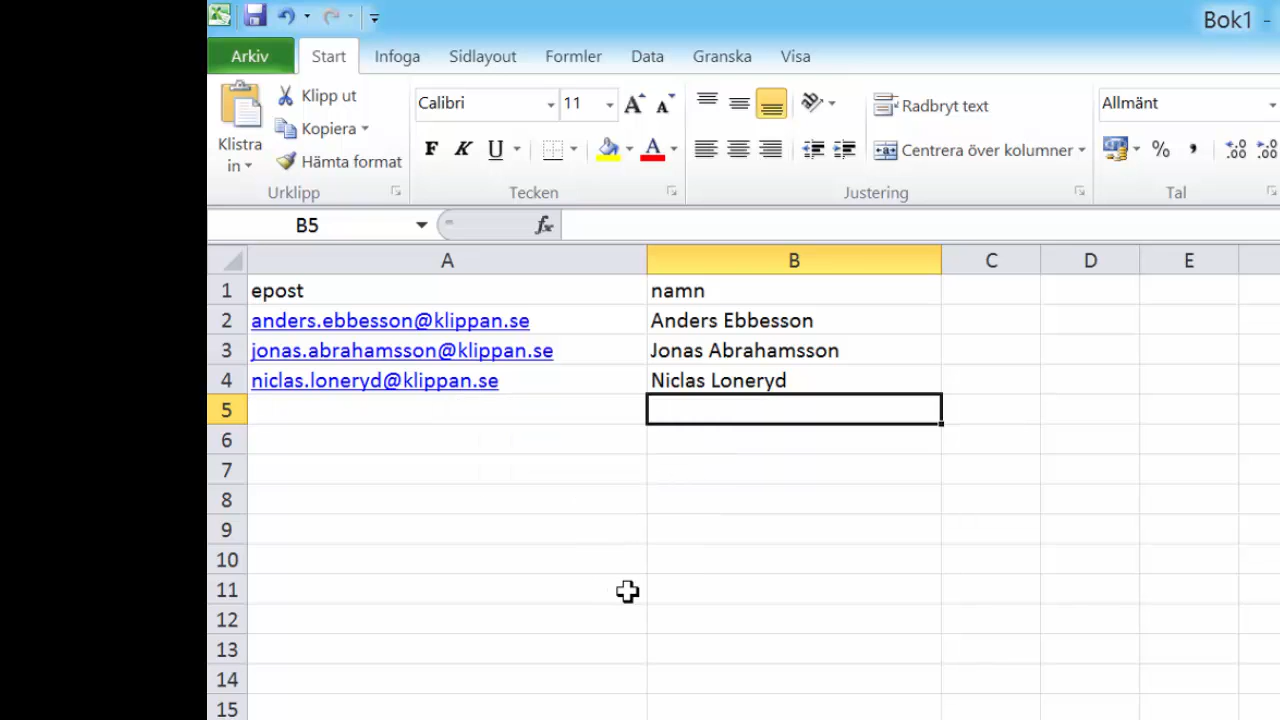 Bok1 -
Arkiv Start Infoga Sidlayout Formler Data Granska Visa
Klistra in
Klipp ut
Kopiera
Hämta format
Urklipp
Calibri 11 A A
F K U A
Tecken
Radbryt text
Centrera över kolumner
Justering
Allmänt
% , ,00 ,00
Tal
B5 fx
A B C D E
1 epost namn
2 anders.ebbesson@klippan.se Anders Ebbesson
3 jonas.abrahamsson@klippan.se Jonas Abrahamsson
4 niclas.loneryd@klippan.se Niclas Loneryd
5
6
7
8
9
10
11
12
13
14
15